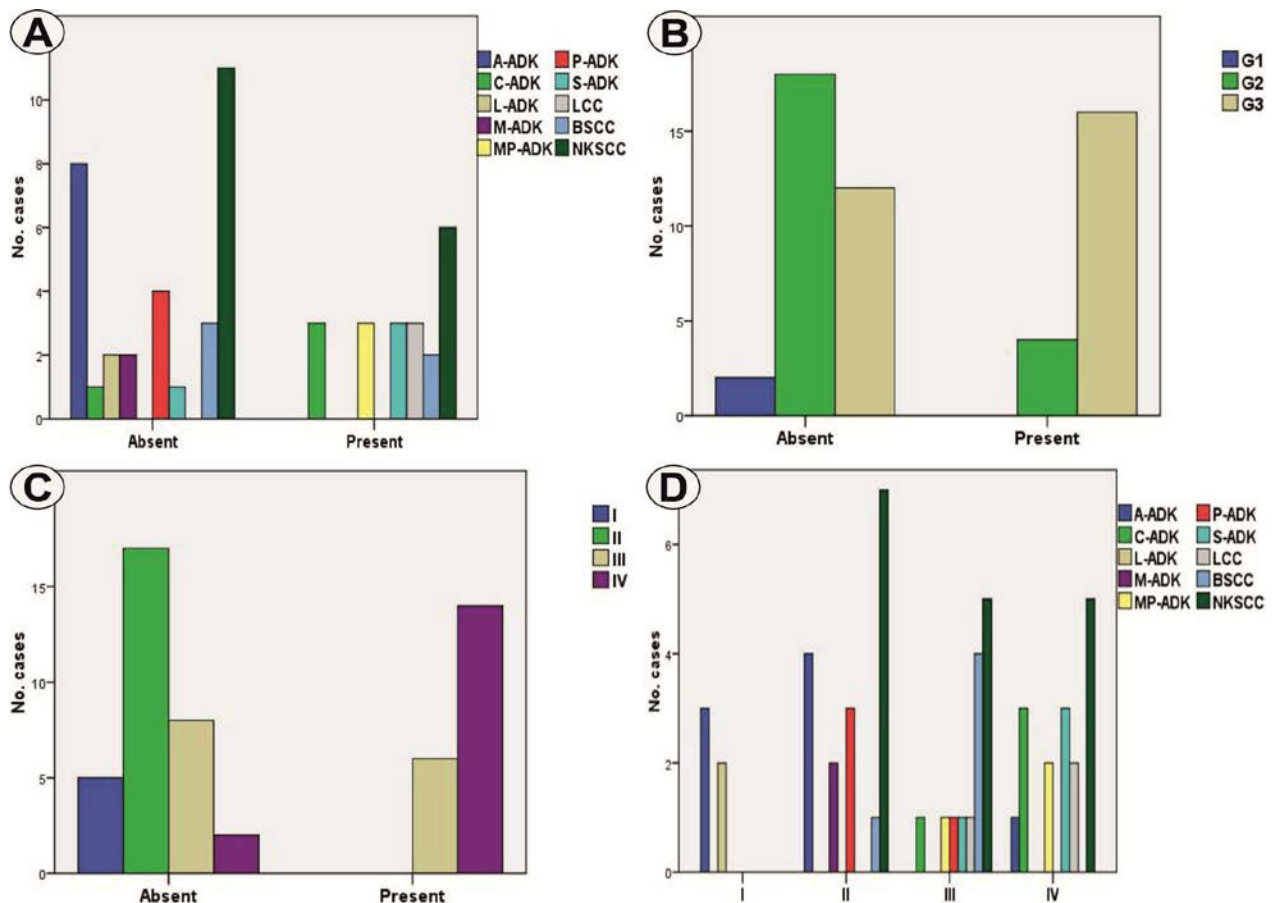 A
No. cases
10
8
6
4
2
0
Absent Present
A-ADK P-ADK
C-ADK S-ADK
L-ADK LCC
M-ADK BSCC
MP-ADK NKSCC
B
No. cases
15
10
5
0
Absent Present
G1
G2
G3
C
No. cases
15
10
5
0
Absent Present
I
II
III
IV
D
No. cases
6
4
2
0
I II III IV
A-ADK P-ADK
C-ADK S-ADK
L-ADK LCC
M-ADK BSCC
MP-ADK NKSCC